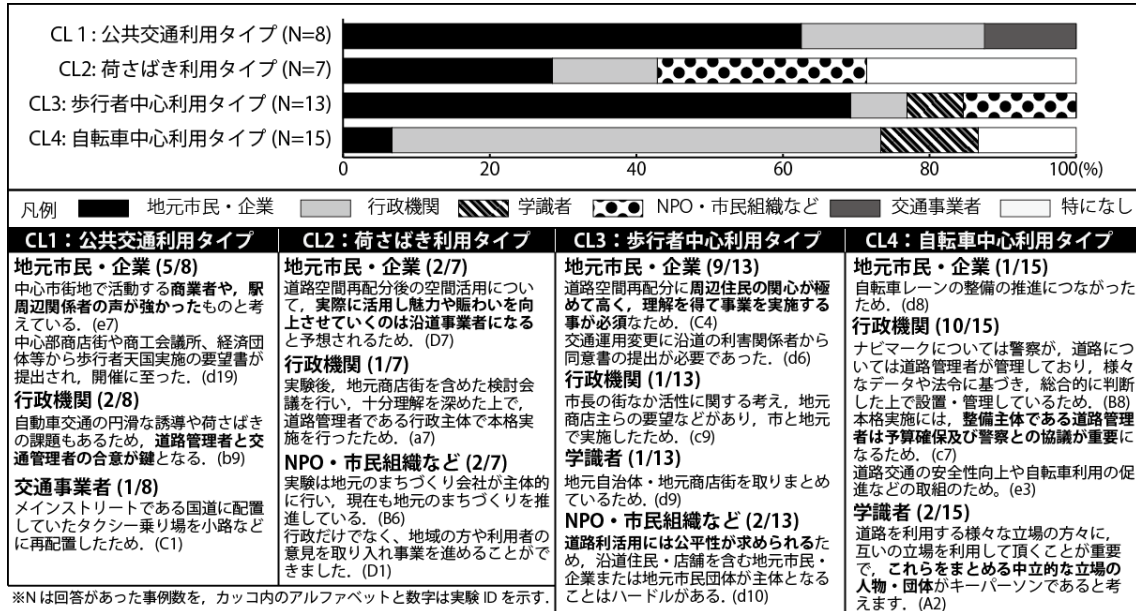 CL 1 : 公共交通利用タイプ (N=8)
CL2: 荷さばき利用タイプ (N=7)
CL3: 歩行者中心利用タイプ (N=13)
CL4: 自転車中心利用タイプ (N=15)
0 20 40 60 80 100(%)
凡例 地元市民・企業 行政機関 学識者 NPO・市民組織など 交通事業者 特になし
CL1：公共交通利用タイプ
地元市民・企業 (5/8)
中心市街地で活動する商業者や，駅
周辺関係者の声が強かったものと考
えている．(e7)
中心部商店街や商工会議所、経済団
体等から歩行者天国実施の要望書が
提出され，開催に至った．(d19)
行政機関 (2/8)
自動車交通の円滑な誘導や荷さばき
の課題もあるため，道路管理者と交
通管理者の合意が鍵となる．(b9)
交通事業者 (1/8)
メインストリートである国道に配置
していたタクシー乗り場を小路など
に再配置したため．(C1)
CL2：荷さばき利用タイプ
地元市民・企業 (2/7)
道路空間再配分後の空間活用につい
て，実際に活用し魅力や賑わいを向
上させていくのは沿道事業者になる
と予想されるため．(D7)
行政機関 (1/7)
実験後，地元商店街を含めた検討会
議を行い，十分理解を深めた上で，
道路管理者である行政主体で本格実
施を行ったため．(a7)
NPO・市民組織など (2/7)
実験は地元のまちづくり会社が主体的
に行い，現在も地元のまちづくりを推
進している．(B6)
行政だけでなく、地域の方や利用者の
意見を取り入れ事業を進めることがで
きました．(D1)
CL3：歩行者中心利用タイプ
地元市民・企業 (9/13)
道路空間再配分に周辺住民の関心が極
めて高く，理解を得て事業を実施する
事が必須なため．(C4)
交通運用変更に沿道の利害関係者から
同意書の提出が必要であった．(d6)
行政機関 (1/13)
市長の街なか活性に関する考え，地元
商店主らの要望などがあり，市と地元
で実施したため．(c9)
学識者 (1/13)
地元自治体・地元商店街を取りまとめ
ているため．(d9)
NPO・市民組織など (2/13)
道路利活用には公平性が求められるた
め，沿道住民・店舗を含む地元市民・
企業または地元市民団体が主体となる
ことはハードルがある．(d10)
CL4：自転車中心利用タイプ
地元市民・企業 (1/15)
自転車レーンの整備の推進につながった
ため．(d8)
行政機関 (10/15)
ナビマークについては警察が，道路につ
いては道路管理者が管理しており，様々
なデータや法令に基づき，総合的に判断
した上で設置・管理しているため．(B8)
本格実施には，整備主体である道路管理
者は予算確保及び警察との協議が重要に
なるため．(c7)
道路交通の安全性向上や自転車利用の促
進などの取組のため。(e3)
学識者 (2/15)
道路を利用する様々な立場の方々に，
互いの立場を利用して頂くことが重要
で，これらをまとめる中立的な立場の
人物・団体がキーパーソンであると考
えます．(A2)
※N は回答があった事例数を，カッコ内のアルファベットと数字は実験 ID を示す．